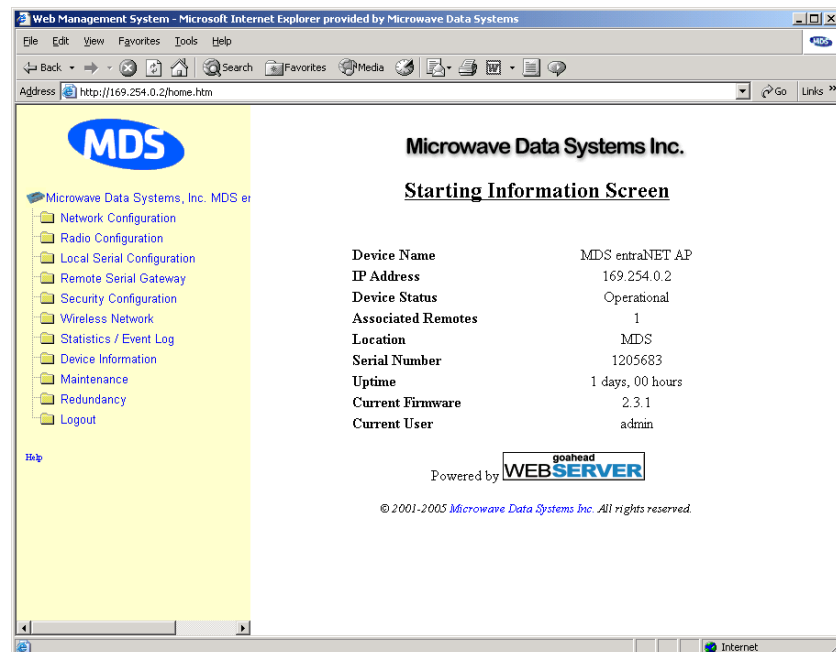 Web Management System - Microsoft Internet Explorer provided by Microwave Data Systems
File Edit View Favorites Tools Help
MDS
Back Search Favorites Media
Address http://169.254.0.2/home.htm Go Links »
MDS
Microwave Data Systems, Inc. MDS er
Network Configuration
Radio Configuration
Local Serial Configuration
Remote Serial Gateway
Security Configuration
Wireless Network
Statistics / Event Log
Device Information
Maintenance
Redundancy
Logout
Help
Microwave Data Systems Inc.
Starting Information Screen
Device Name MDS entraNET AP
IP Address 169.254.0.2
Device Status Operational
Associated Remotes 1
Location MDS
Serial Number 1205683
Uptime 1 days, 00 hours
Current Firmware 2.3.1
Current User admin
Powered by goahead WEBSERVER
© 2001-2005 Microwave Data Systems Inc. All rights reserved.
Internet